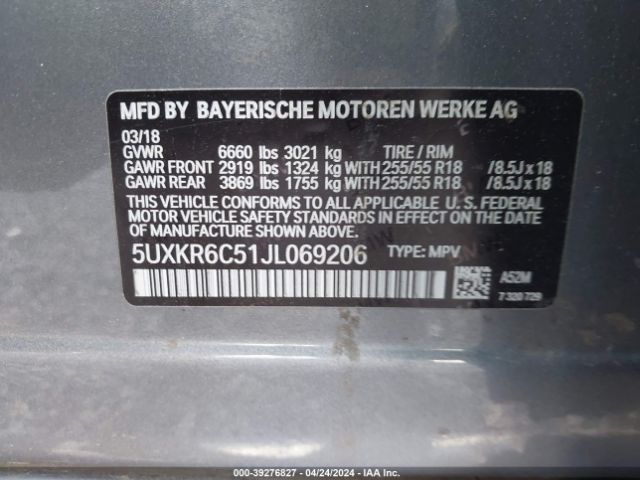 MFD BY BAYERISCHE MOTOREN WERKE AG
03/18
GVWR 6660 lbs 3021 kg TIRE / RIM
GAWR FRONT 2919 lbs 1324 kg WITH 255/55 R18 /8.5J x 18
GAWR REAR 3869 lbs 1755 kg WITH 255/55 R18 /8.5J x 18
THIS VEHICLE CONFORMS TO ALL APPLICABLE U. S. FEDERAL
MOTOR VEHICLE SAFETY STANDARDS IN EFFECT ON THE DATE
OF MANUFACTURE SHOWN ABOVE.
5UXKR6C51JL069206 TYPE: MPV
A52M
7 320 729
000-39276827 - 04/24/2024 - IAA, Inc.